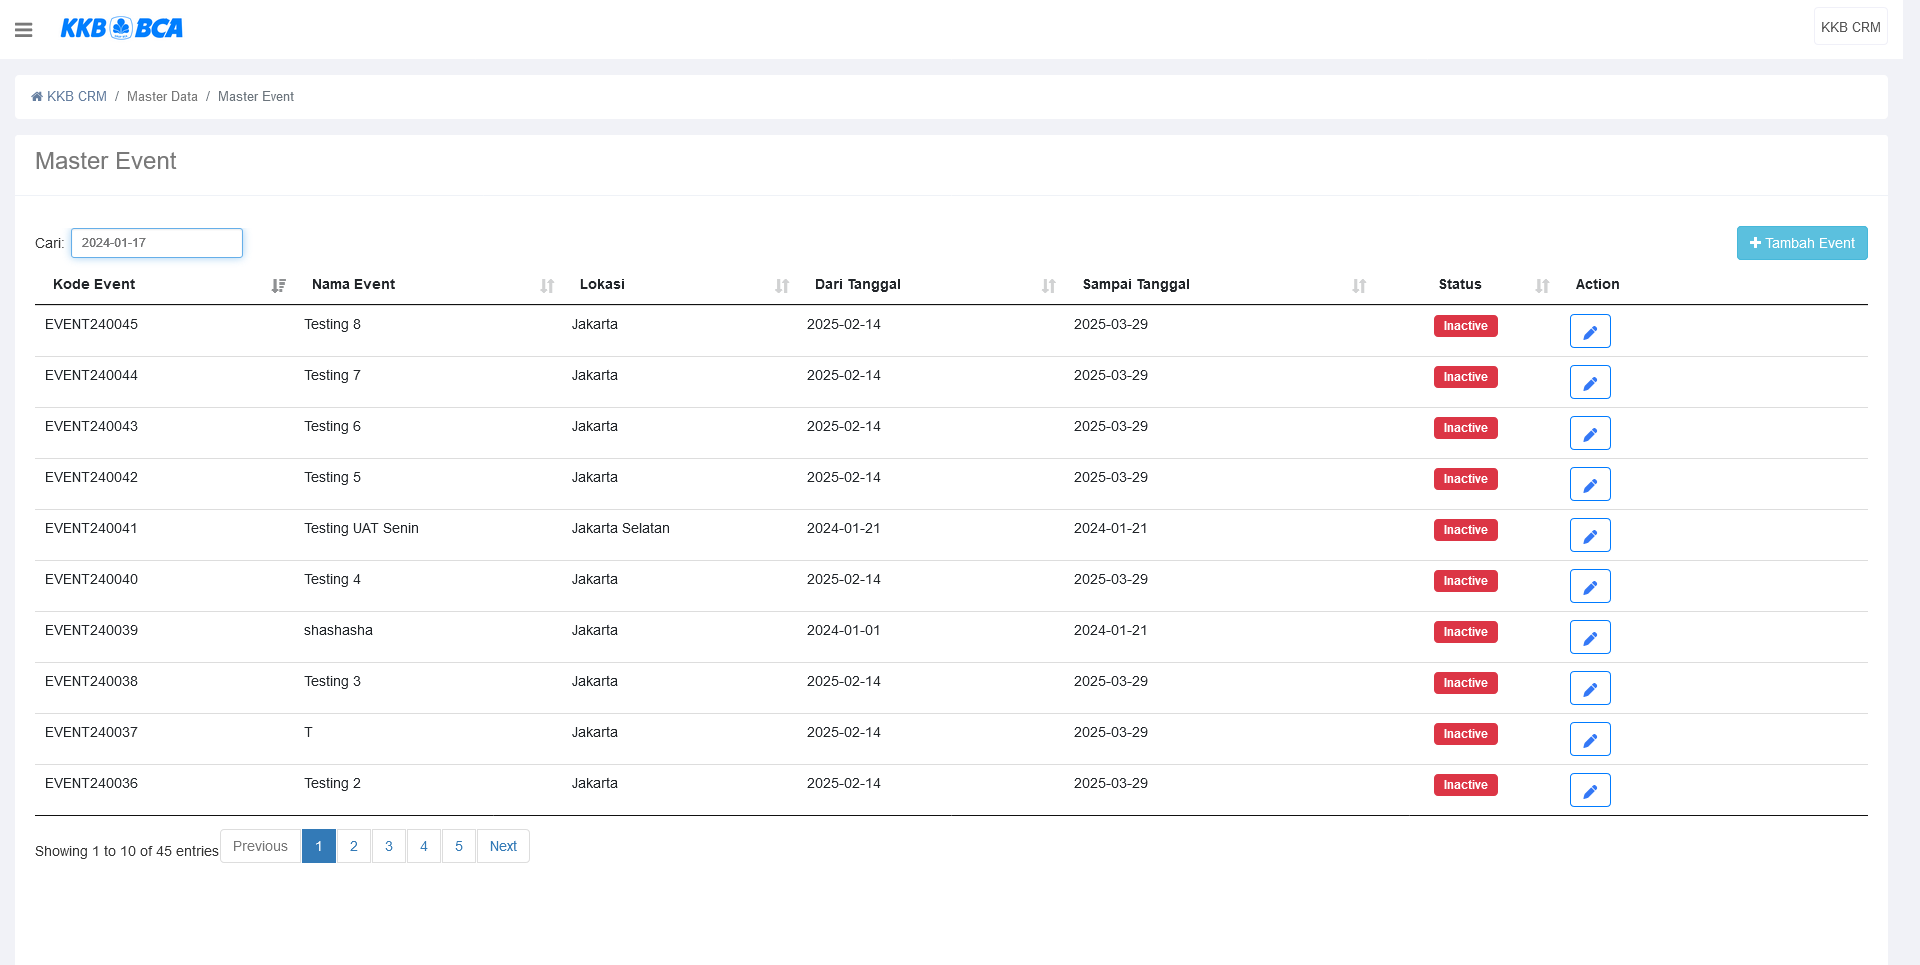 KKB BCA
KKB CRM
KKB CRM / Master Data / Master Event
Master Event
Cari: 2024-01-17
Tambah Event
Kode Event Nama Event Lokasi Dari Tanggal Sampai Tanggal Status Action
EVENT240045 Testing 8 Jakarta 2025-02-14 2025-03-29 Inactive
EVENT240044 Testing 7 Jakarta 2025-02-14 2025-03-29 Inactive
EVENT240043 Testing 6 Jakarta 2025-02-14 2025-03-29 Inactive
EVENT240042 Testing 5 Jakarta 2025-02-14 2025-03-29 Inactive
EVENT240041 Testing UAT Senin Jakarta Selatan 2024-01-21 2024-01-21 Inactive
EVENT240040 Testing 4 Jakarta 2025-02-14 2025-03-29 Inactive
EVENT240039 shashasha Jakarta 2024-01-01 2024-01-21 Inactive
EVENT240038 Testing 3 Jakarta 2025-02-14 2025-03-29 Inactive
EVENT240037 T Jakarta 2025-02-14 2025-03-29 Inactive
EVENT240036 Testing 2 Jakarta 2025-02-14 2025-03-29 Inactive
Showing 1 to 10 of 45 entries Previous 1 2 3 4 5 Next